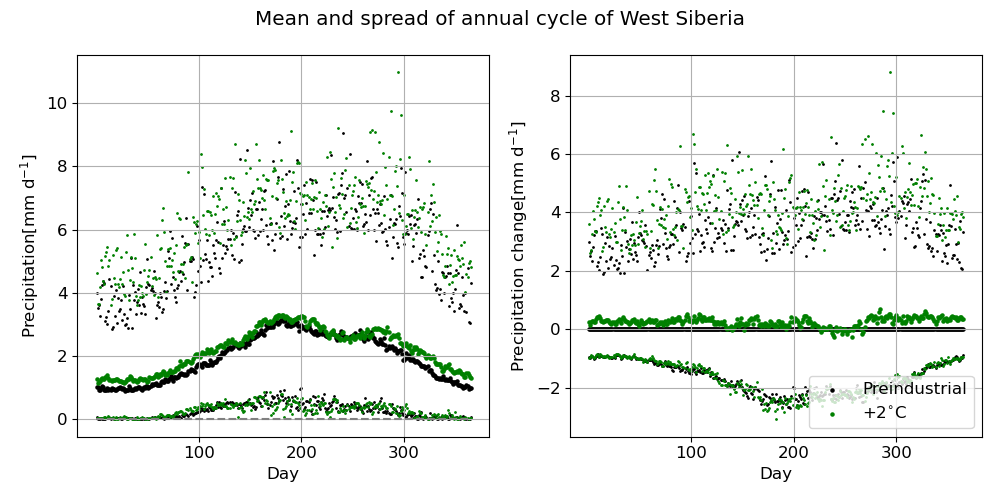 Mean and spread of annual cycle of West Siberia
Precipitation[mm d⁻¹]
10
8
6
4
2
0
100
200
300
Day
Precipitation change[mm d⁻¹]
8
6
4
2
0
−2
100
200
300
Day
Preindustrial
+2°C